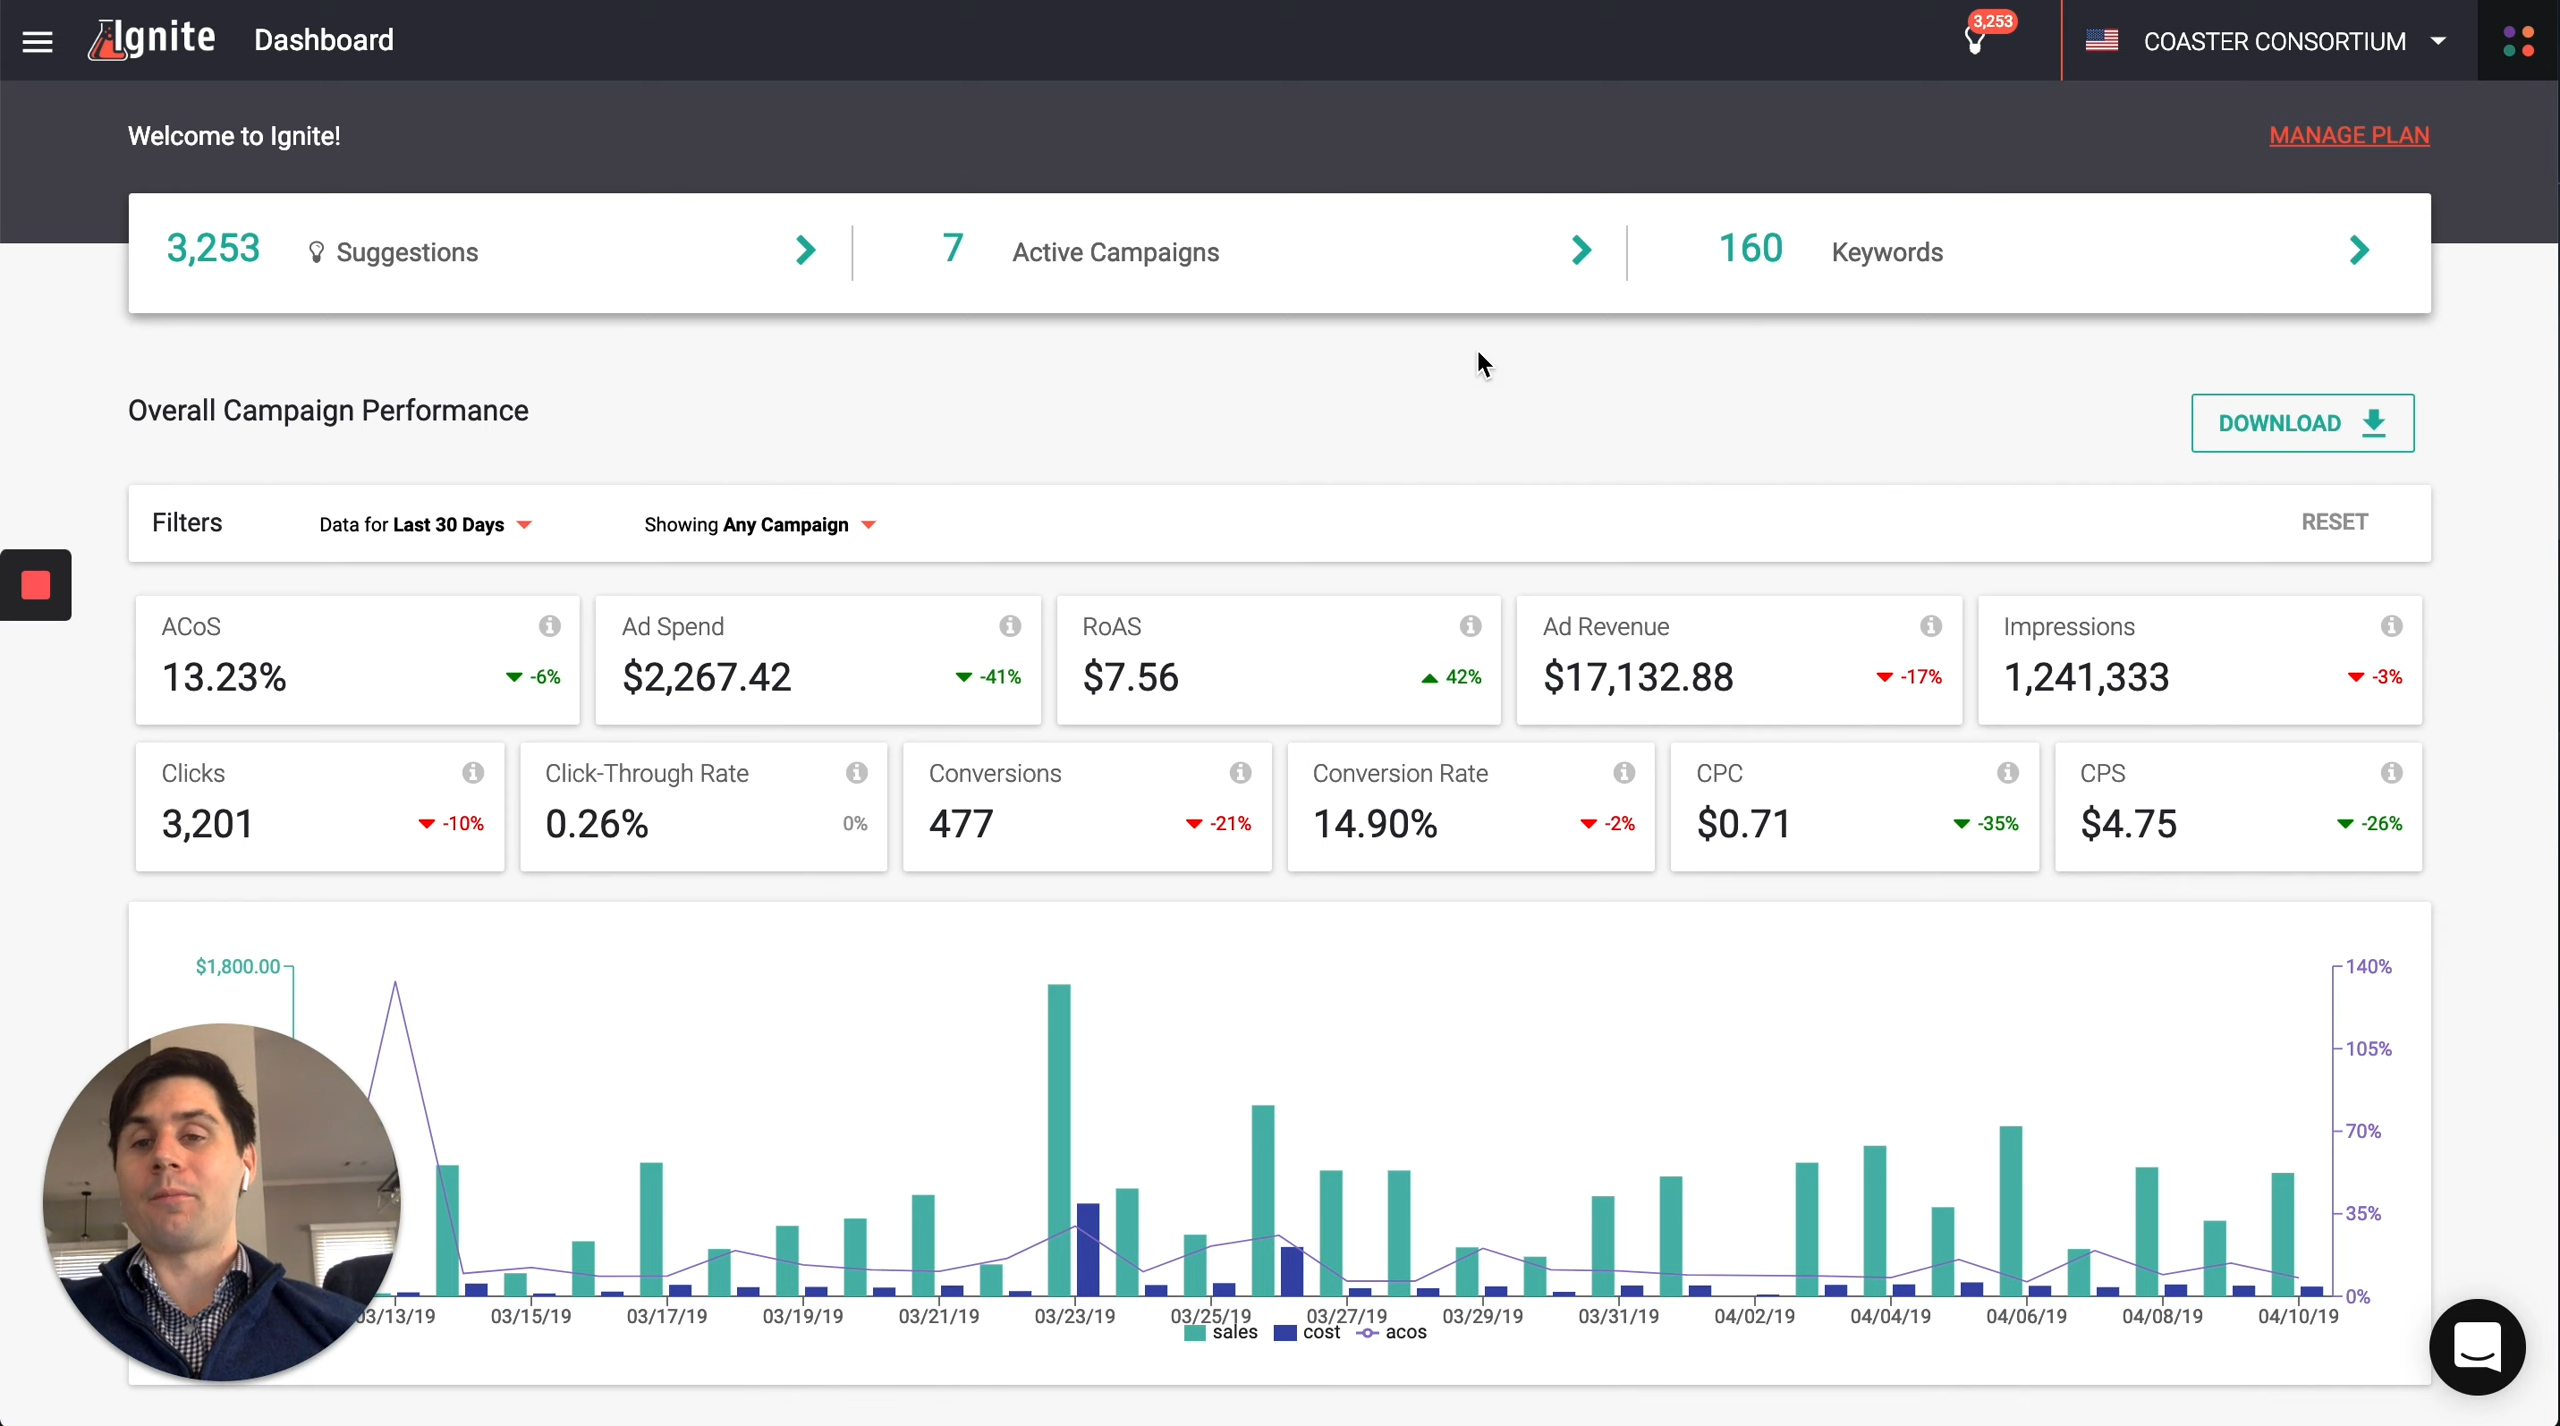 Ignite
Dashboard
3,253
COASTER CONSORTIUM
Welcome to Ignite!
MANAGE PLAN
3,253 Suggestions
7 Active Campaigns
160 Keywords
Overall Campaign Performance
DOWNLOAD
Filters
Data for Last 30 Days
Showing Any Campaign
RESET
ACoS
13.23%
-6%
Ad Spend
$2,267.42
-41%
RoAS
$7.56
42%
Ad Revenue
$17,132.88
-17%
Impressions
1,241,333
-3%
Clicks
3,201
-10%
Click-Through Rate
0.26%
0%
Conversions
477
-21%
Conversion Rate
14.90%
-2%
CPC
$0.71
-35%
CPS
$4.75
-26%
$1,800.00
140%
105%
70%
35%
0%
03/13/19 03/15/19 03/17/19 03/19/19 03/21/19 03/23/19 03/25/19 03/27/19 03/29/19 03/31/19 04/02/19 04/04/19 04/06/19 04/08/19 04/10/19
sales cost acos